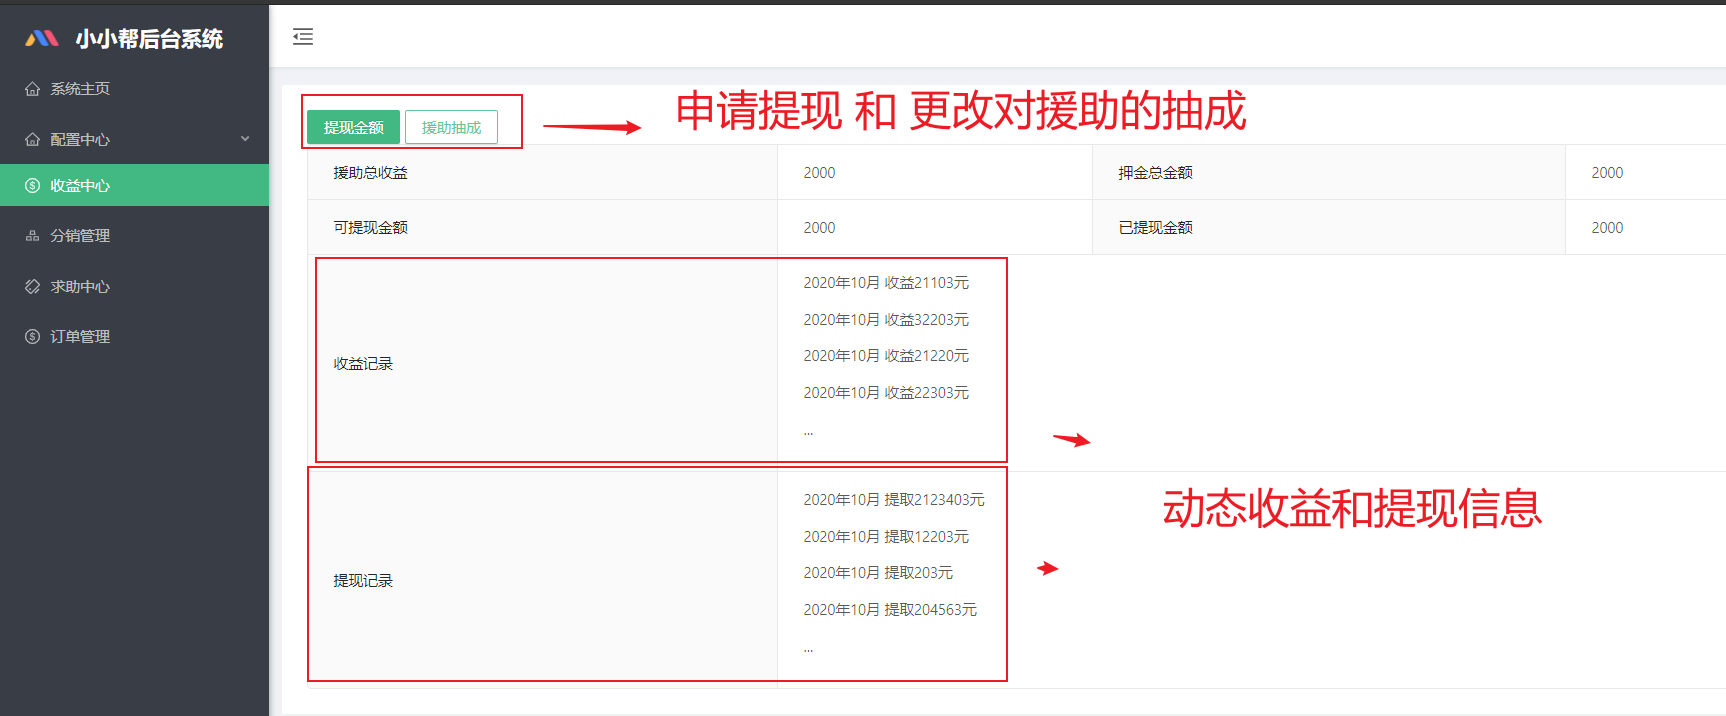 小小帮后台系统
系统主页
配置中心
收益中心
分销管理
求助中心
订单管理
提现金额 援助抽成
申请提现 和 更改对援助的抽成
援助总收益 2000 押金总金额 2000
可提现金额 2000 已提现金额 2000
收益记录
2020年10月 收益21103元
2020年10月 收益32203元
2020年10月 收益21220元
2020年10月 收益22303元
...
动态收益和提现信息
提现记录
2020年10月 提取2123403元
2020年10月 提取12203元
2020年10月 提取203元
2020年10月 提取204563元
...